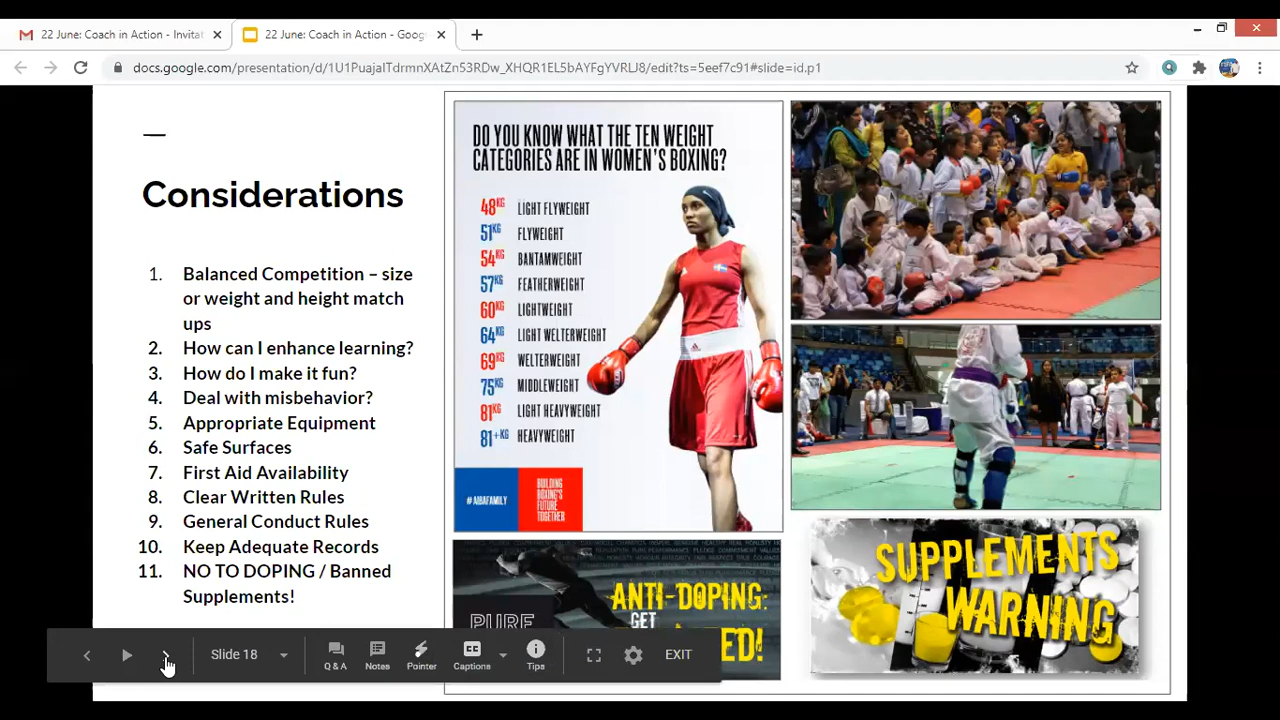 22 June: Coach in Action - Invitat
22 June: Coach in Action - Goog
docs.google.com/presentation/d/1U1PuajaITdrmnXAtZn53RDw_XHQR1EL5bAYFgYVRLJ8/edit?ts=5eef7c91#slide=id.p1
Considerations
1. Balanced Competition – size
or weight and height match
ups
2. How can I enhance learning?
3. How do I make it fun?
4. Deal with misbehavior?
5. Appropriate Equipment
6. Safe Surfaces
7. First Aid Availability
8. Clear Written Rules
9. General Conduct Rules
10. Keep Adequate Records
11. NO TO DOPING / Banned
Supplements!
DO YOU KNOW WHAT THE TEN WEIGHT
CATEGORIES ARE IN WOMEN'S BOXING?
48KG LIGHT FLYWEIGHT
51KG FLYWEIGHT
54KG BANTAMWEIGHT
57KG FEATHERWEIGHT
60KG LIGHTWEIGHT
64KG LIGHT WELTERWEIGHT
69KG WELTERWEIGHT
75KG MIDDLEWEIGHT
81KG LIGHT HEAVYWEIGHT
81+KG HEAVYWEIGHT
#AIBAFAMILY
BUILDING
BOXING'S
FUTURE
TOGETHER
PURE
ANTI-DOPING:
GET
ED!
SUPPLEMENTS
WARNING
Slide 18
Q & A
Notes
Pointer
Captions
Tips
EXIT